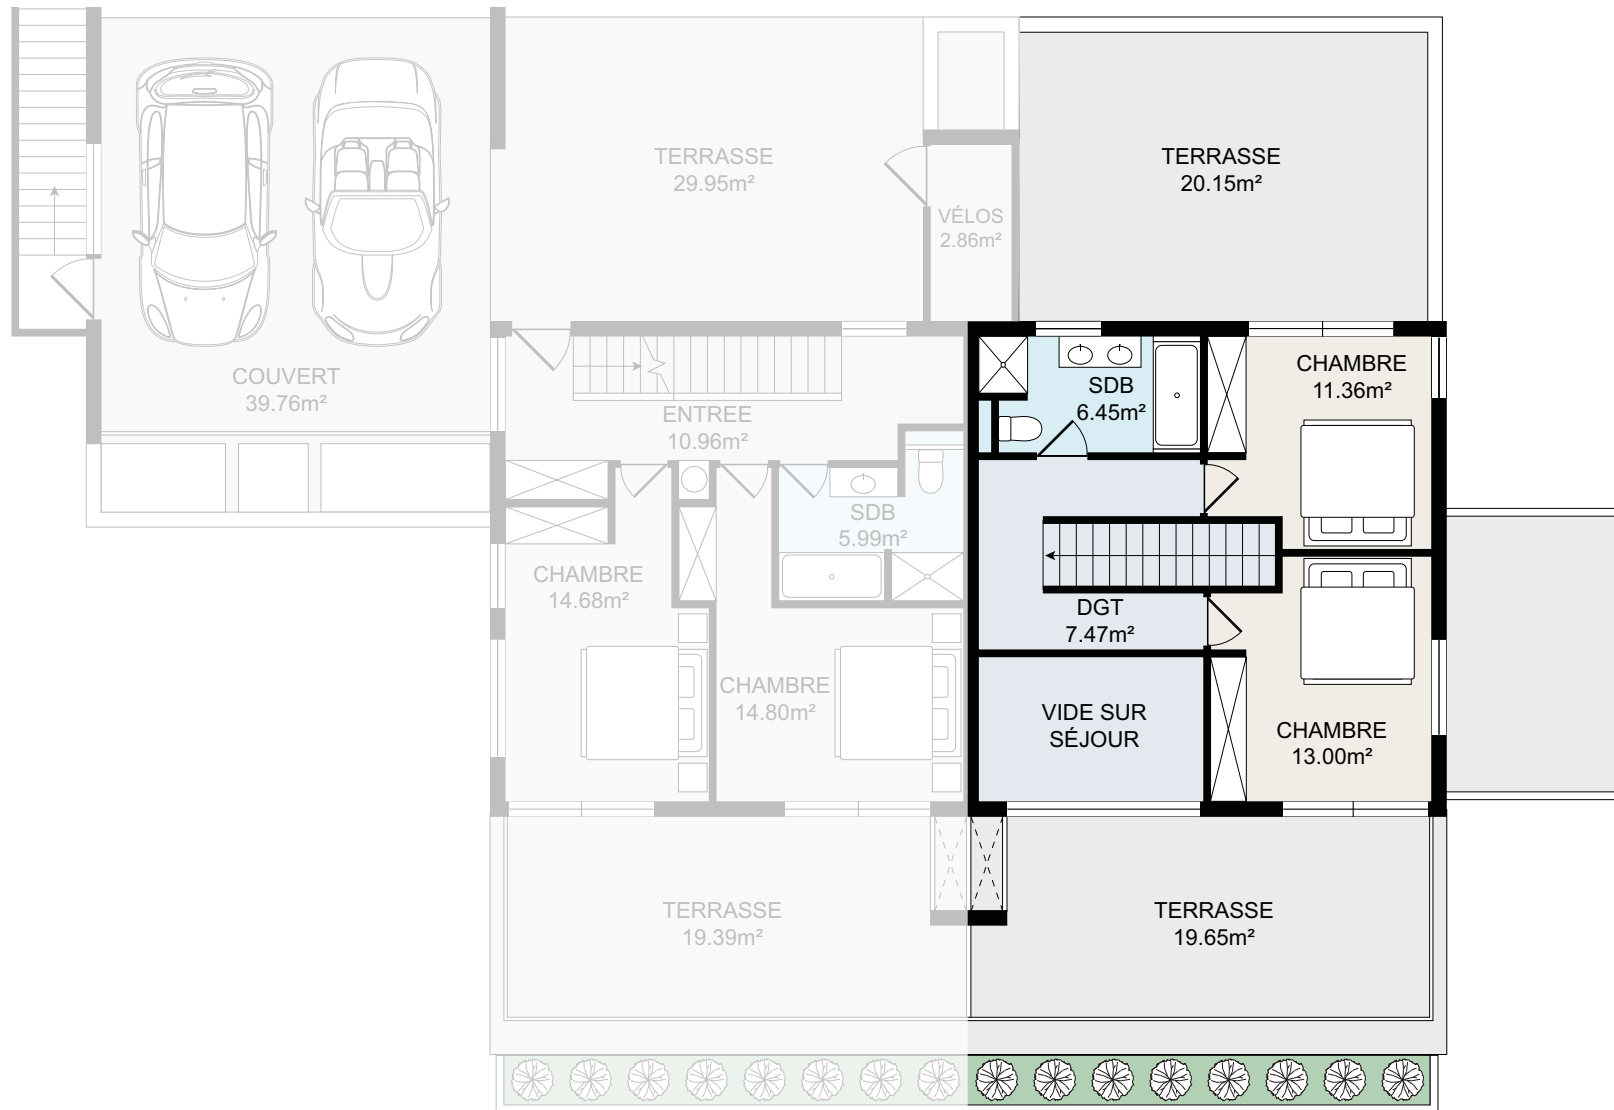 TERRASSE
29.95m²
TERRASSE
20.15m²
VÉLOS
2.86m²
COUVERT
39.76m²
ENTREE
10.96m²
SDB
6.45m²
CHAMBRE
11.36m²
SDB
5.99m²
CHAMBRE
14.68m²
DGT
7.47m²
CHAMBRE
14.80m²
VIDE SUR
SÉJOUR
CHAMBRE
13.00m²
TERRASSE
19.39m²
TERRASSE
19.65m²